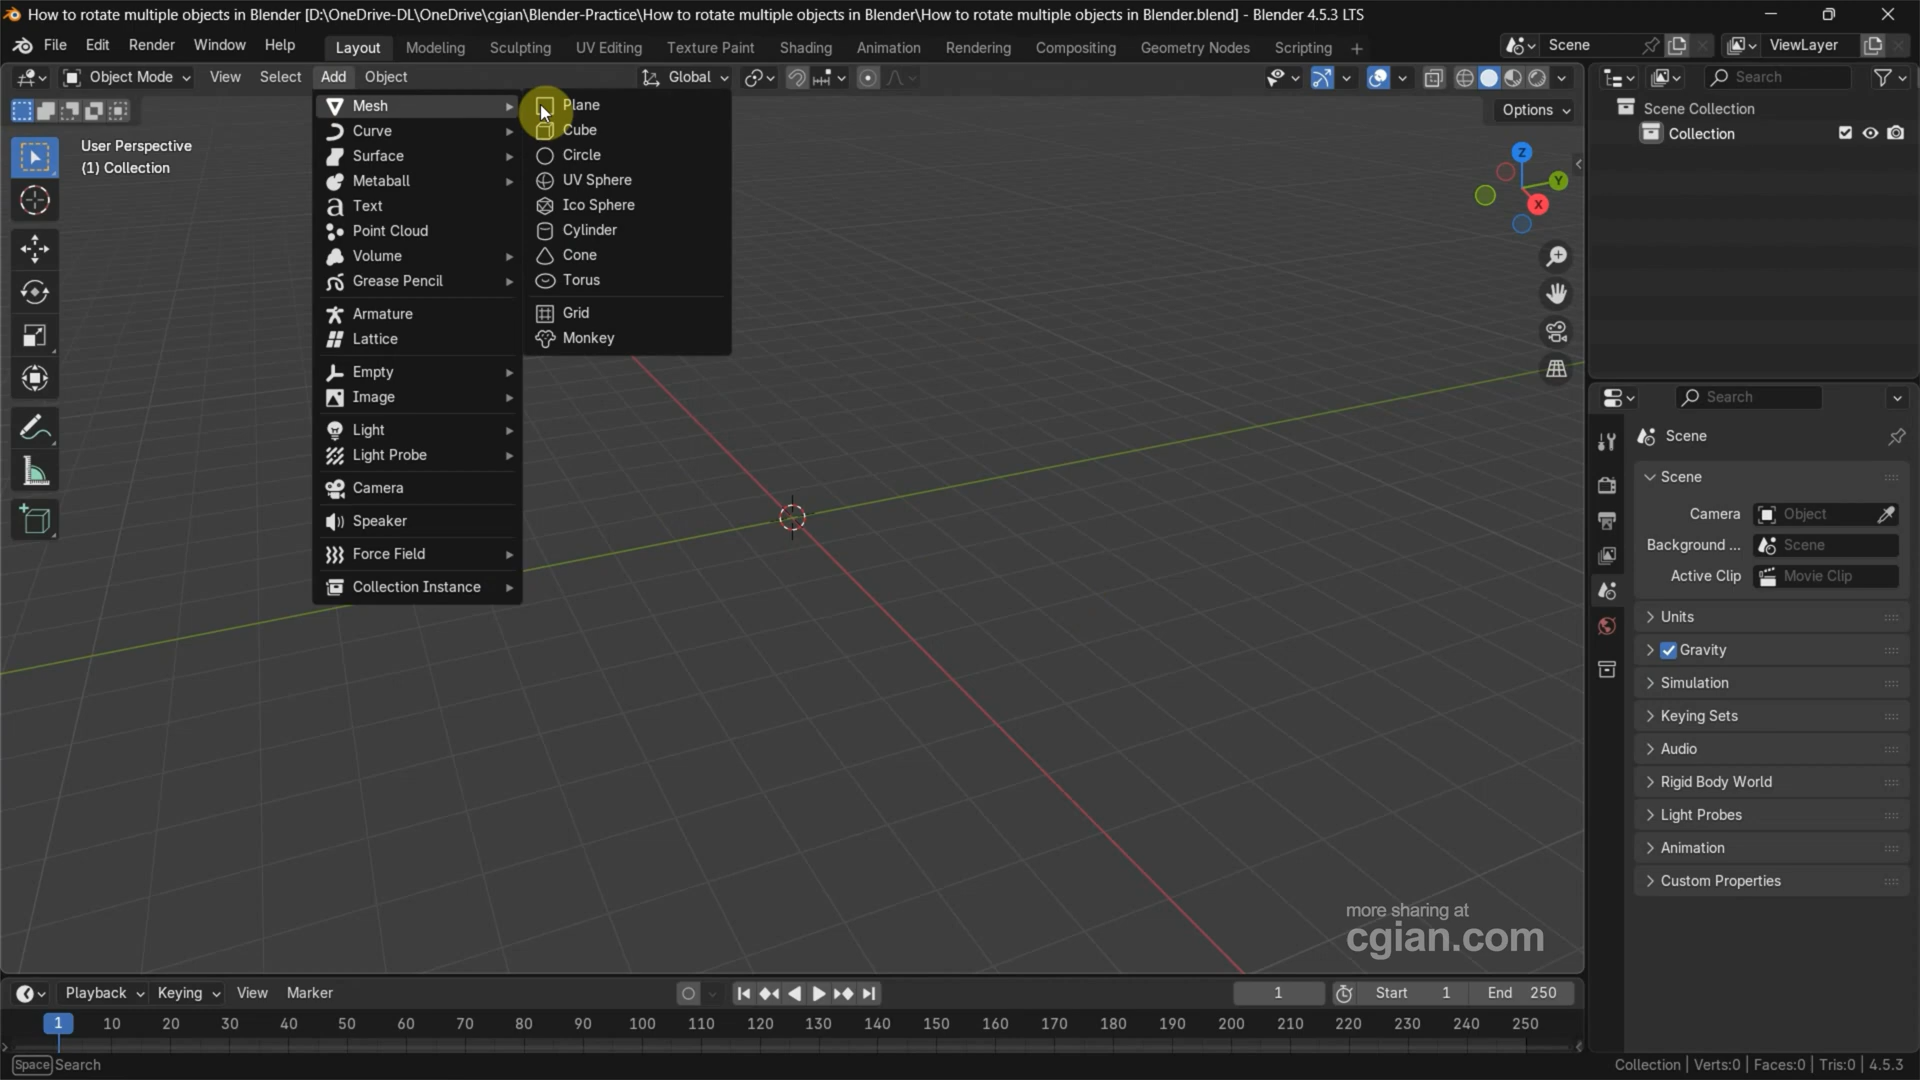 How to rotate multiple objects in Blender [D:\OneDrive-DL\OneDrive\cgian\Blender-Practice\How to rotate multiple objects in Blender\How to rotate multiple objects in Blender.blend] - Blender 4.5.3 LTS
File Edit Render Window Help Layout Modeling Sculpting UV Editing Texture Paint Shading Animation Rendering Compositing Geometry Nodes Scripting + Scene ViewLayer
Object Mode View Select Add Object Global Search
Options
User Perspective
(1) Collection
Mesh
Curve
Surface
Metaball
Text
Point Cloud
Volume
Grease Pencil
Armature
Lattice
Empty
Image
Light
Light Probe
Camera
Speaker
Force Field
Collection Instance
Plane
Cube
Circle
UV Sphere
Ico Sphere
Cylinder
Cone
Torus
Grid
Monkey
Z
Y
X
Scene Collection
Collection
Search
Scene
Scene
Camera Object
Background ... Scene
Active Clip Movie Clip
Units
Gravity
Simulation
Keying Sets
Audio
Rigid Body World
Light Probes
Animation
Custom Properties
more sharing at
cgian.com
Playback Keying View Marker 1 Start 1 End 250
1 10 20 30 40 50 60 70 80 90 100 110 120 130 140 150 160 170 180 190 200 210 220 230 240 250
Space Search
Collection | Verts:0 | Faces:0 | Tris:0 | 4.5.3